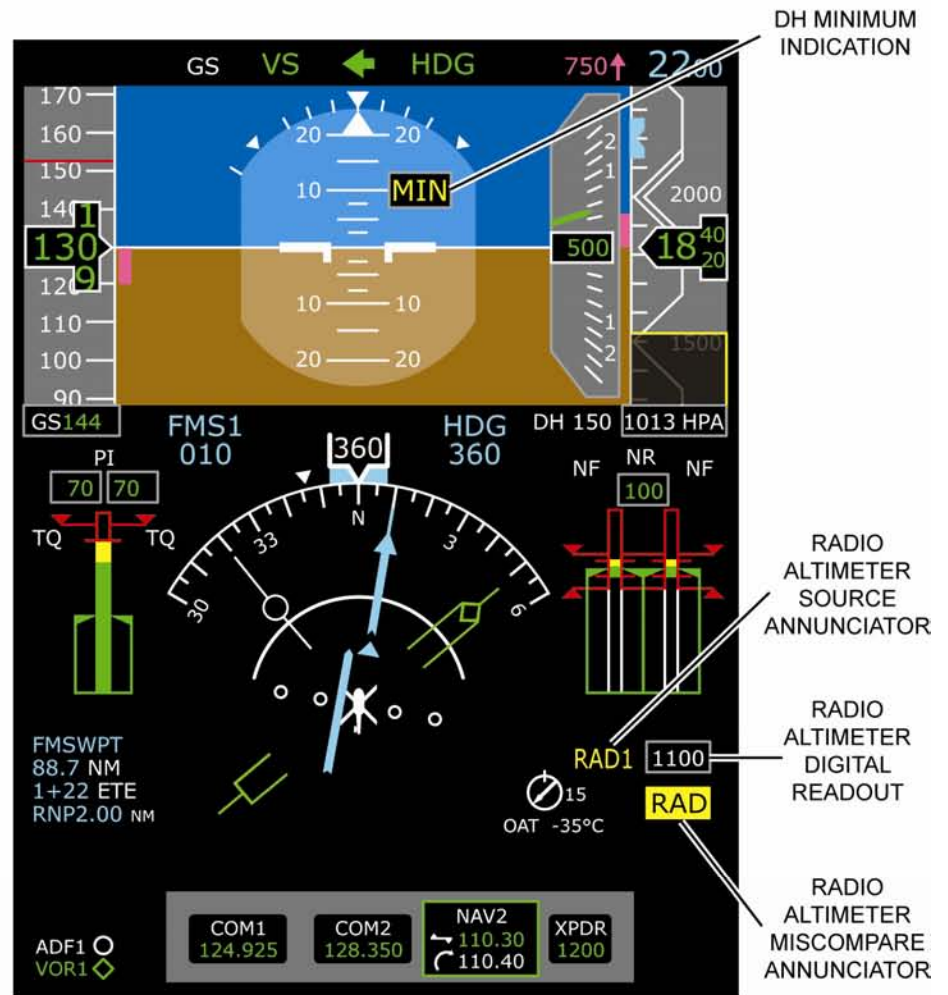 DH MINIMUM
INDICATION
GS VS HDG 750 2200
170
160
150
140
130
1
9
120
110
100
90
20 20
10
MIN
10 10
20 20
2
1
500
1
2
2000
18 40
20
1500
GS144
FMS1
010
HDG
360
DH 150
1013 HPA
360
PI
70 70
TQ TQ
NF NR NF
100
30 33 N 3 6
RADIO
ALTIMETER
SOURCE
ANNUNCIATOR
FMSWPT
88.7 NM
1+22 ETE
RNP2.00 NM
RAD1 1100
15
OAT -35°C
RAD
RADIO
ALTIMETER
DIGITAL
READOUT
RADIO
ALTIMETER
MISCOMPARE
ANNUNCIATOR
ADF1
VOR1
COM1
124.925
COM2
128.350
NAV2
110.30
110.40
XPDR
1200